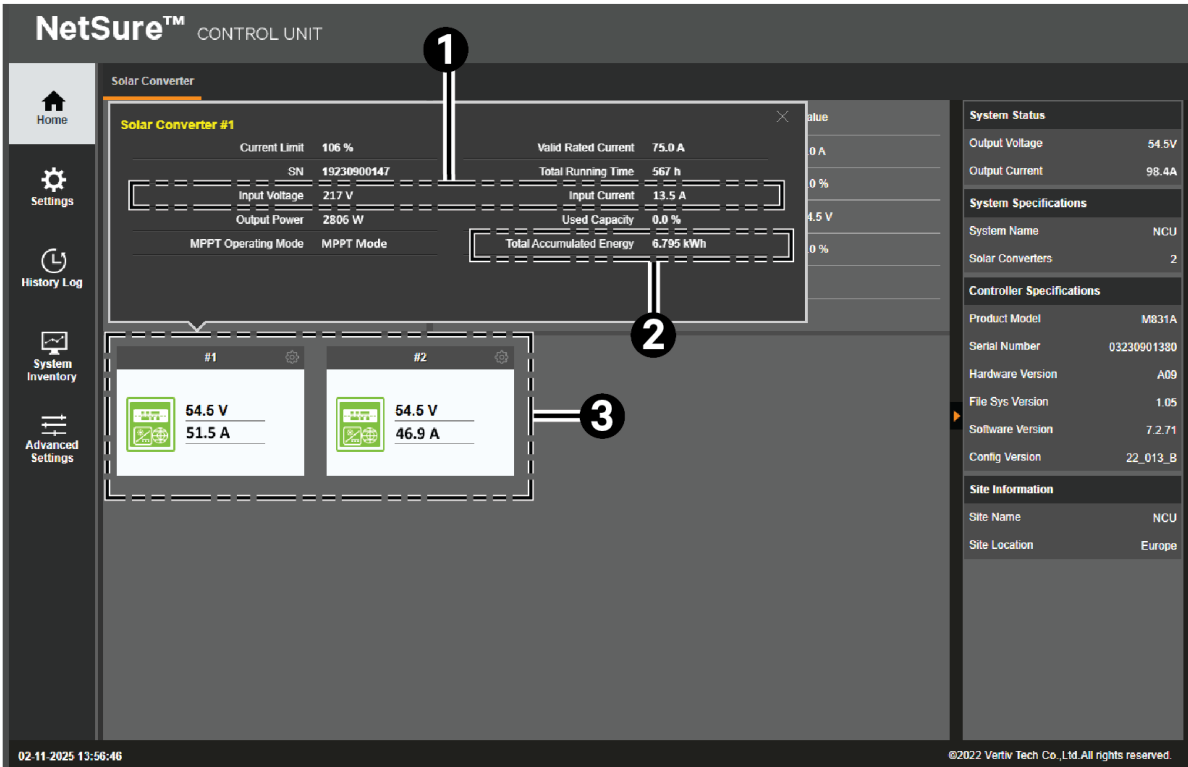 NetSure™ CONTROL UNIT
1
Home
Settings
History Log
System
Inventory
Advanced
Settings
Solar Converter
Solar Converter #1
Current Limit 106 % Valid Rated Current 75.0 A
SN 19230900147 Total Running Time 567 h
Input Voltage 217 V Input Current 13.5 A
Output Power 2806 W Used Capacity 0.0 %
MPPT Operating Mode MPPT Mode Total Accumulated Energy 6.795 kWh
2
#1
54.5 V
51.5 A
#2
54.5 V
46.9 A
3
System Status
Output Voltage 54.5V
Output Current 98.4A
System Specifications
System Name NCU
Solar Converters 2
Controller Specifications
Product Model M831A
Serial Number 03230901380
Hardware Version A09
File Sys Version 1.05
Software Version 7.2.71
Config Version 22_013_B
Site Information
Site Name NCU
Site Location Europe
02-11-2025 13:56:46
©2022 Vertiv Tech Co.,Ltd.All rights reserved.